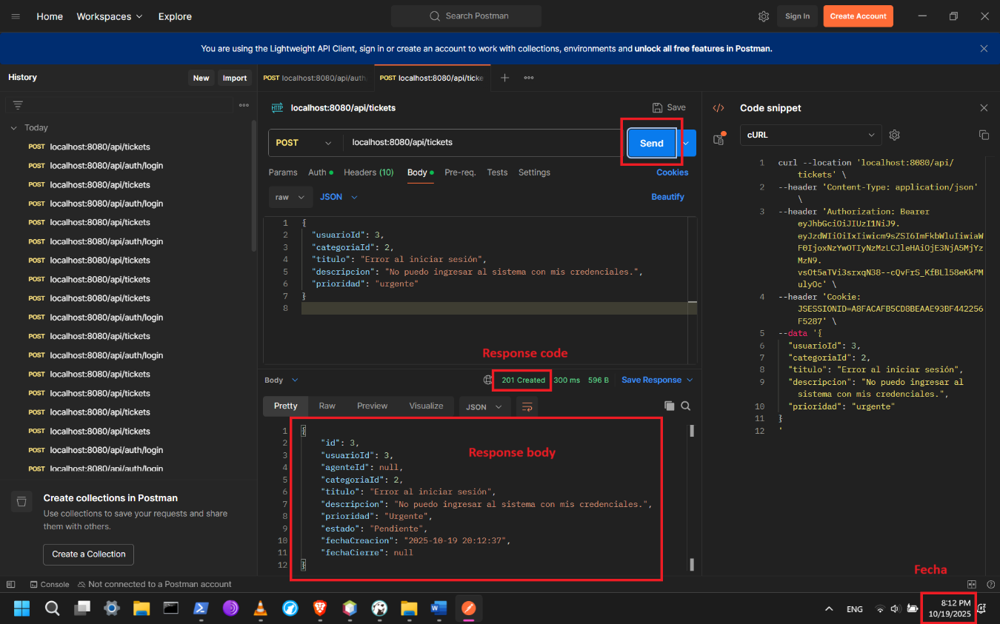 Home
Workspaces
Explore
Search Postman
Sign In
Create Account
You are using the Lightweight API Client, sign in or create an account to work with collections, environments and unlock all free features in Postman.
History
New
Import
Today
POST localhost:8080/api/tickets
POST localhost:8080/api/auth/login
POST localhost:8080/api/tickets
POST localhost:8080/api/auth/login
POST localhost:8080/api/tickets
POST localhost:8080/api/auth/login
POST localhost:8080/api/tickets
POST localhost:8080/api/tickets
POST localhost:8080/api/tickets
POST localhost:8080/api/auth/login
POST localhost:8080/api/tickets
POST localhost:8080/api/auth/login
POST localhost:8080/api/tickets
POST localhost:8080/api/tickets
POST localhost:8080/api/tickets
POST localhost:8080/api/tickets
POST localhost:8080/api/auth/login
POST localhost:8080/api/auth/login
Create collections in Postman
Use collections to save your requests and share
them with others.
Create a Collection
POST localhost:8080/api/auth
POST localhost:8080/api/ticke
HTTP localhost:8080/api/tickets
Save
POST
localhost:8080/api/tickets
Send
Params
Auth
Headers (10)
Body
Pre-req.
Tests
Settings
Cookies
raw
JSON
Beautify
1 {
2 "usuarioId": 3,
3 "categoriaId": 2,
4 "titulo": "Error al iniciar sesión",
5 "descripcion": "No puedo ingresar al sistema con mis credenciales.",
6 "prioridad": "urgente"
7 }
8
Response code
Body
201 Created
300 ms
596 B
Save Response
Pretty
Raw
Preview
Visualize
JSON
1 {
2 "id": 3,
3 "usuarioId": 3,
4 "agenteId": null,
5 "categoriaId": 2,
6 "titulo": "Error al iniciar sesión",
7 "descripcion": "No puedo ingresar al sistema con mis credenciales.",
8 "prioridad": "Urgente",
9 "estado": "Pendiente",
10 "fechaCreacion": "2025-10-19 20:12:37",
11 "fechaCierre": null
12 }
Response body
</> Code snippet
cURL
1 curl --location 'localhost:8080/api/
tickets' \
2 --header 'Content-Type: application/json'
\
3 --header 'Authorization: Bearer
eyJhbGciOiJIUzI1NiJ9.
eyJzdWIiOiIxIiwicm9sZSI6ImFkbWluIiwiaW
F0IjoxNzYwOTIyNzMzLCJleHAiOjE3NjA5MjYz
MzN9.
vsOt5aTVi3srxqN38--cQvFrS_KfBLl58eKkPM
ulyOc' \
4 --header 'Cookie:
JSESSIONID=A8FACAFB5CD8BEAAE93BF442256
F5287' \
5 --data '{
6 "usuarioId": 3,
7 "categoriaId": 2,
8 "titulo": "Error al iniciar sesión",
9 "descripcion": "No puedo ingresar al
sistema con mis credenciales.",
10 "prioridad": "urgente"
11 }
12 '
Fecha
Console
Not connected to a Postman account
ENG
8:12 PM
10/19/2025